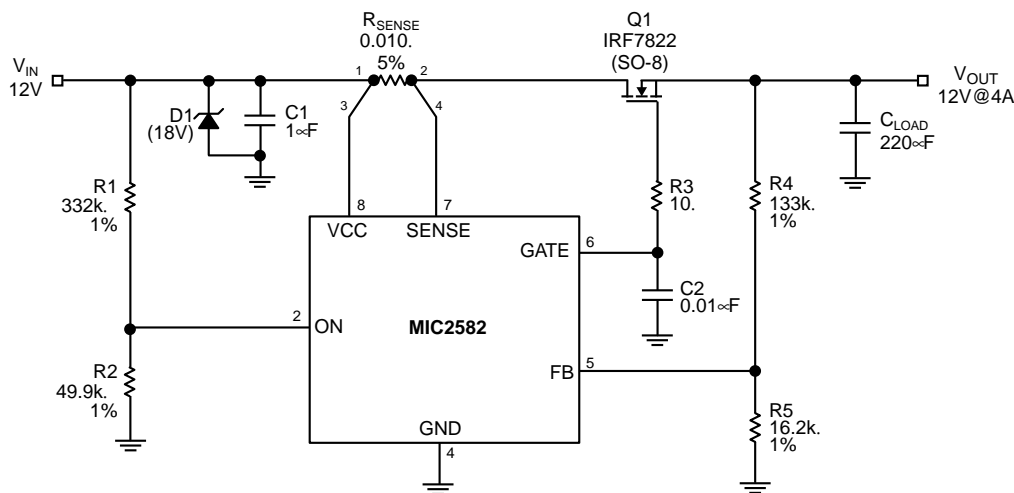 RSENSE
0.010.
5%
Q1
IRF7822
(SO-8)
VIN
12V
1
2
3
4
VOUT
12V@4A
D1
(18V)
C1
1∝F
CLOAD
220∝F
R1
332k.
1%
R3
10.
R4
133k.
1%
8
7
VCC
SENSE
GATE
6
C2
0.01∝F
2
ON
MIC2582
FB
5
R2
49.9k.
1%
R5
16.2k.
1%
GND
4